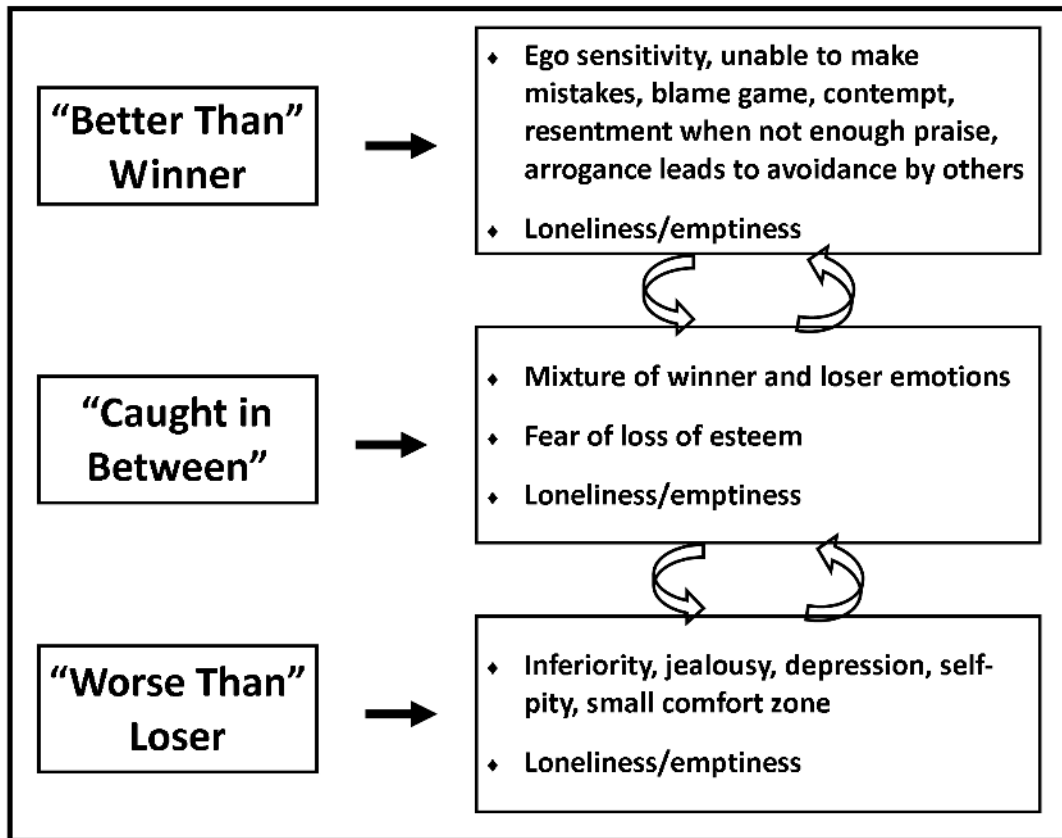 “Better Than”
Winner
♦ Ego sensitivity, unable to make
mistakes, blame game, contempt,
resentment when not enough praise,
arrogance leads to avoidance by others
♦ Loneliness/emptiness
“Caught in
Between”
♦ Mixture of winner and loser emotions
♦ Fear of loss of esteem
♦ Loneliness/emptiness
“Worse Than”
Loser
♦ Inferiority, jealousy, depression, self-
pity, small comfort zone
♦ Loneliness/emptiness